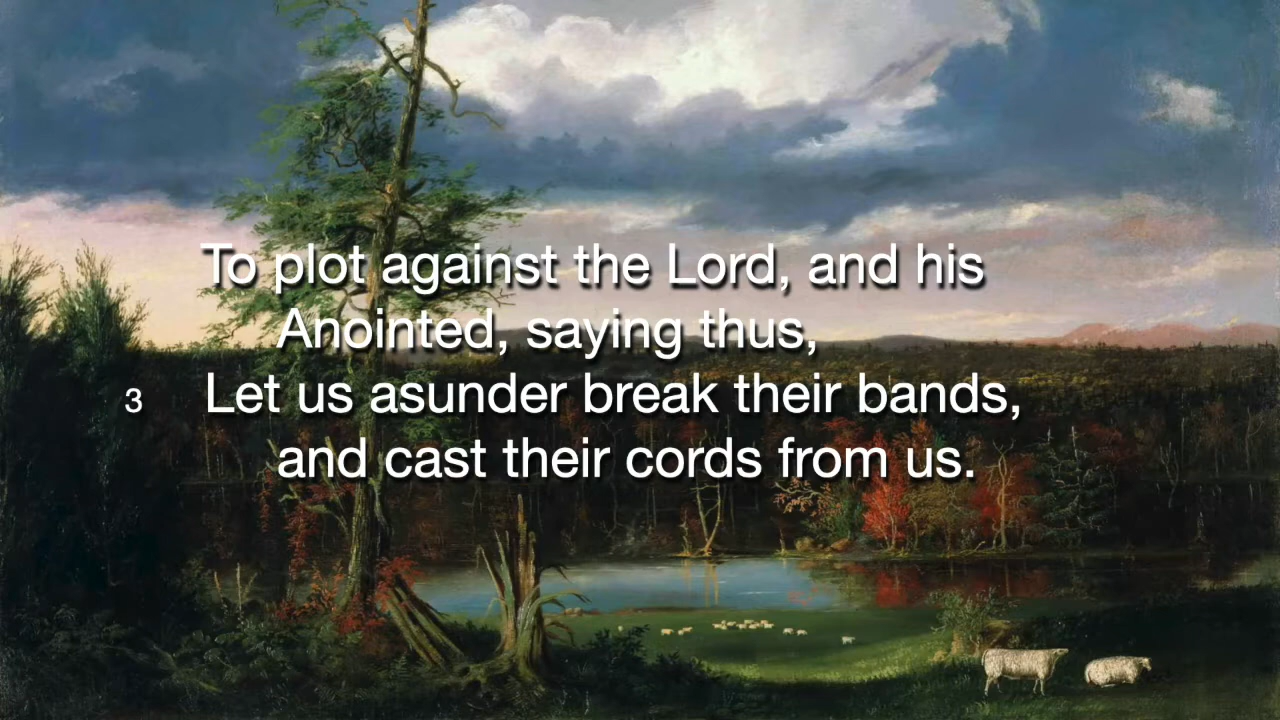 To plot against the Lord, and his
Anointed, saying thus,
3 Let us asunder break their bands,
and cast their cords from us.